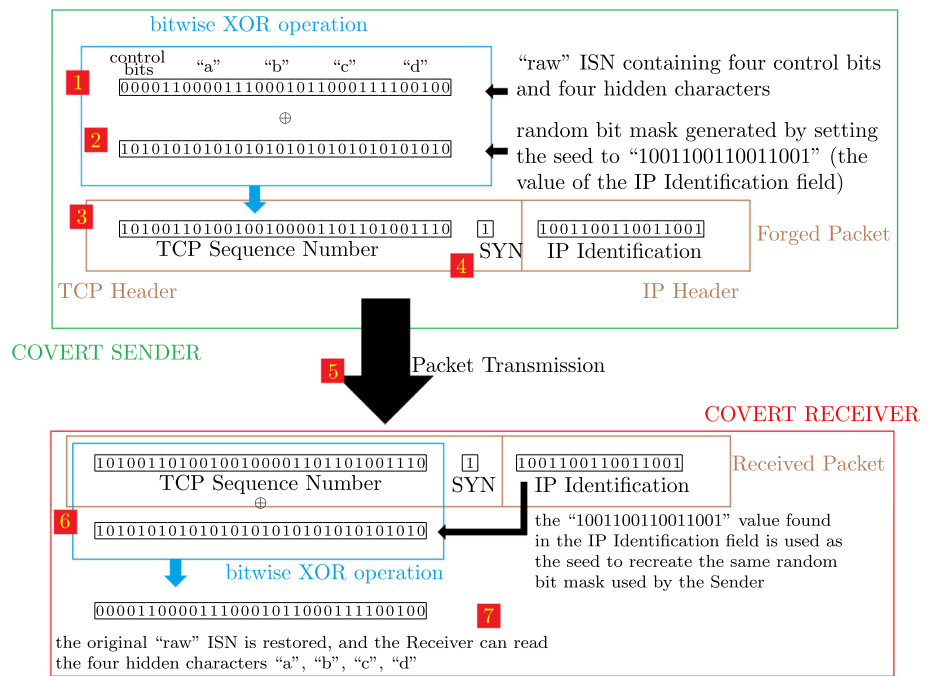 bitwise XOR operation
control
bits
“a” “b” “c” “d”
1
00001100001110001011000111100100
“raw” ISN containing four control bits
and four hidden characters
⊕
2
10101010101010101010101010101010
random bit mask generated by setting
the seed to “1001100110011001” (the
value of the IP Identification field)
3
10100110100100100001101101001110 1 1001100110011001
TCP Sequence Number SYN IP Identification
Forged Packet
4
TCP Header IP Header
COVERT SENDER
5
Packet Transmission
COVERT RECEIVER
10100110100100100001101101001110 1 1001100110011001
Received Packet
TCP Sequence Number SYN IP Identification
⊕
6
10101010101010101010101010101010
the “1001100110011001” value found
in the IP Identification field is used as
the seed to recreate the same random
bit mask used by the Sender
bitwise XOR operation
00001100001110001011000111100100
7
the original “raw” ISN is restored, and the Receiver can read
the four hidden characters “a”, “b”, “c”, “d”